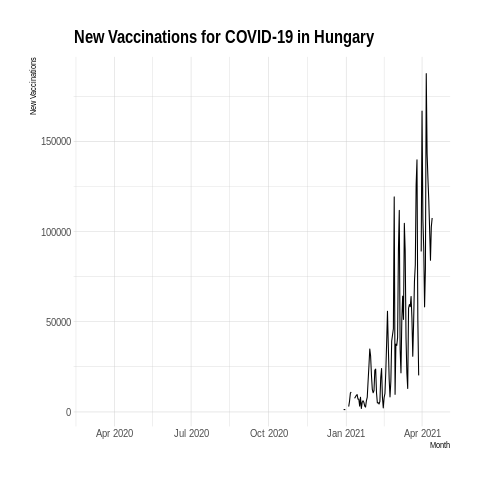 New Vaccinations for COVID-19 in Hungary
New Vaccinations
150000
100000
50000
0
Apr 2020 Jul 2020 Oct 2020 Jan 2021 Apr 2021
Month